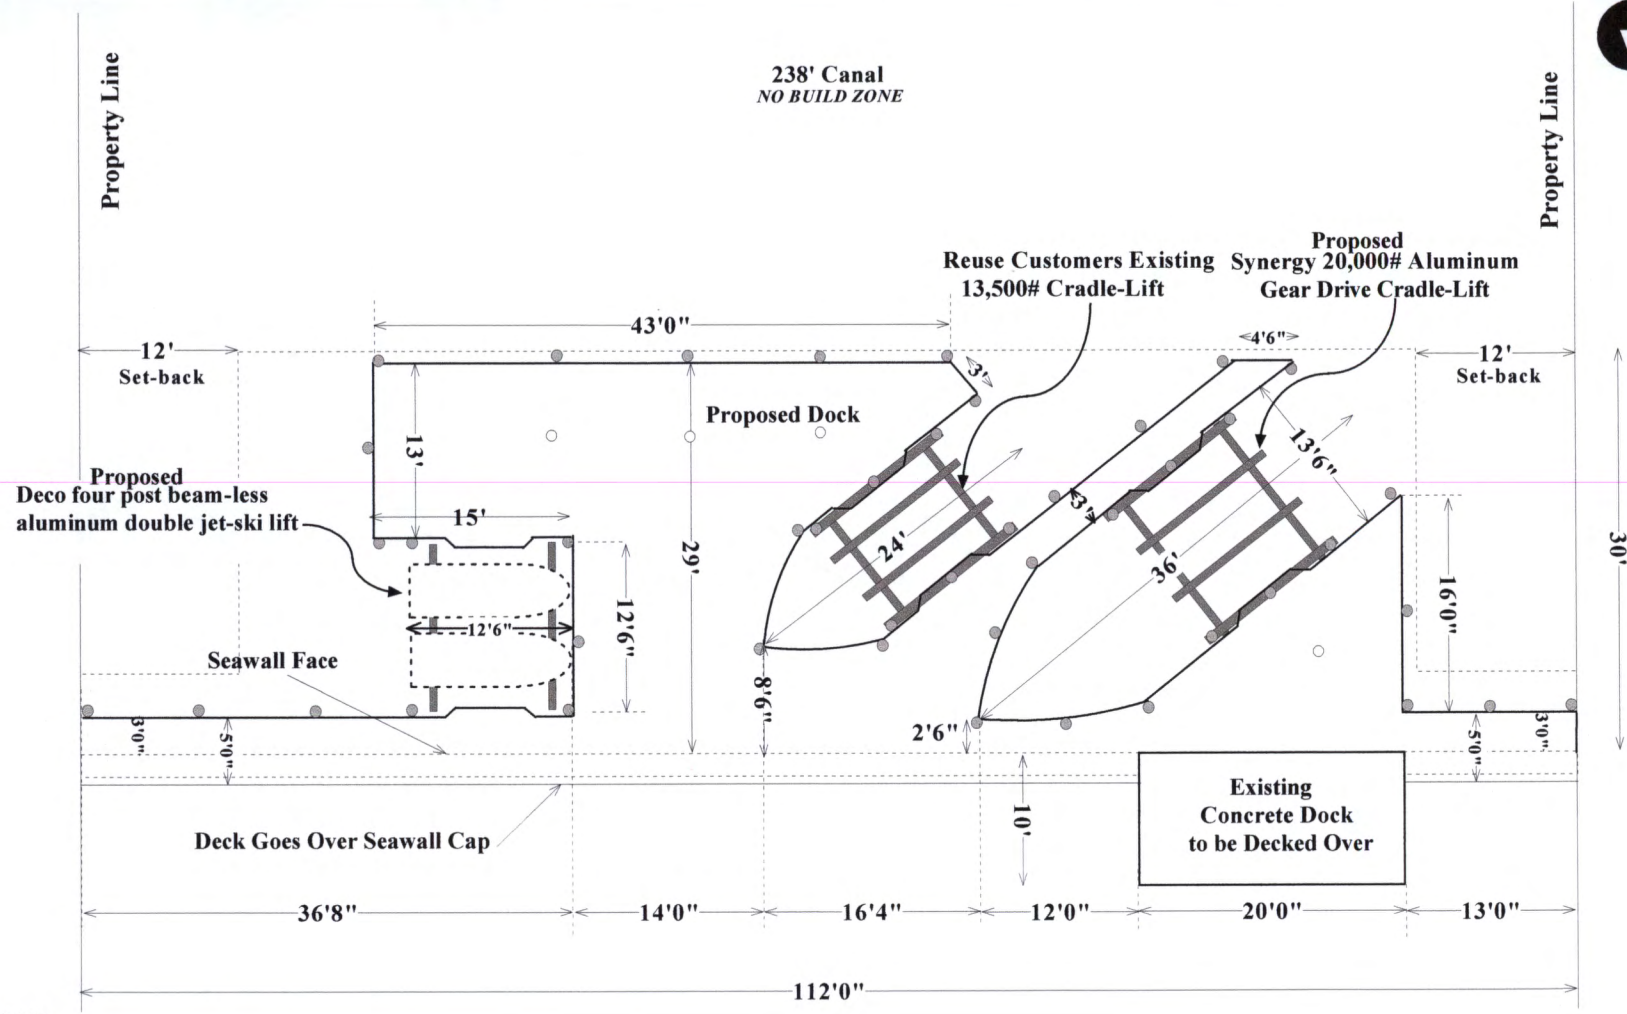 238' Canal
NO BUILD ZONE
Property Line
Property Line
Proposed
Synergy 20,000# Aluminum
Gear Drive Cradle-Lift
Reuse Customers Existing
13,500# Cradle-Lift
43'0"
4'6"
12'
Set-back
12'
Set-back
3'
Proposed Dock
13'
13'6"
Proposed
Deco four post beam-less
aluminum double jet-ski lift
15'
3'
24'
29'
36'
30'
12'6"
12'6"
16'0"
Seawall Face
8'6"
2'6"
3'0"
5'0"
5'0"
3'0"
10'
Existing
Concrete Dock
to be Decked Over
Deck Goes Over Seawall Cap
36'8"
14'0"
16'4"
12'0"
20'0"
13'0"
112'0"